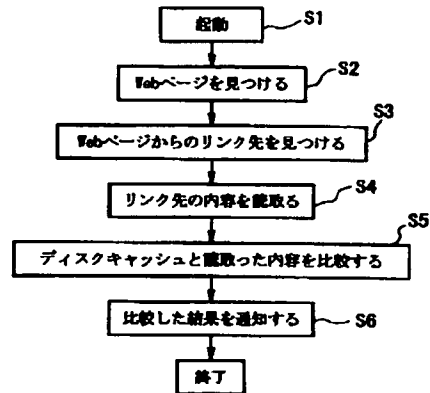 起動
S1
Webページを見つける
S2
Webページからのリンク先を見つける
S3
リンク先の内容を読取る
S4
ディスクキャッシュと読取った内容を比較する
S5
比較した結果を通知する
S6
終了